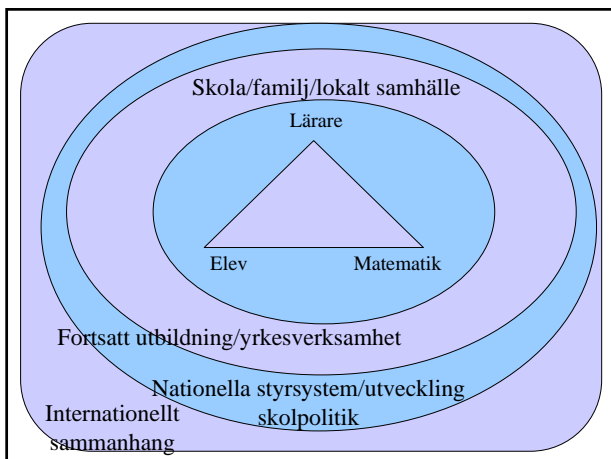 Skola/familj/lokalt samhälle
Lärare
Elev
Matematik
Fortsatt utbildning/yrkesverksamhet
Nationella styrsystem/utveckling
skolpolitik
Internationellt
sammanhang